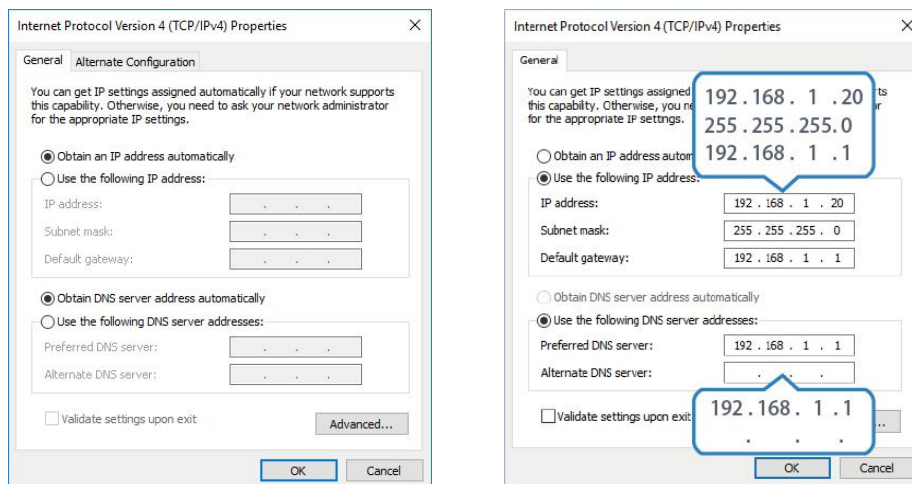 Internet Protocol Version 4 (TCP/IPv4) Properties
General
Alternate Configuration
You can get IP settings assigned automatically if your network supports
this capability. Otherwise, you need to ask your network administrator
for the appropriate IP settings.
Obtain an IP address automatically
Use the following IP address:
IP address:
. . .
Subnet mask:
. . .
Default gateway:
. . .
Obtain DNS server address automatically
Use the following DNS server addresses:
Preferred DNS server:
. . .
Alternate DNS server:
. . .
Validate settings upon exit
Advanced...
OK
Cancel
Internet Protocol Version 4 (TCP/IPv4) Properties
General
You can get IP settings assigned
this capability. Otherwise, you
for the appropriate IP settings.
192.168. 1 .20
255.255.255.0
192.168. 1 .1
Obtain an IP address
Use the following IP address:
IP address:
192 . 168 . 1 . 20
Subnet mask:
255 . 255 . 255 . 0
Default gateway:
192 . 168 . 1 . 1
Obtain DNS server address automatically
Use the following DNS server addresses:
Preferred DNS server:
192 . 168 . 1 . 1
Alternate DNS server:
. . .
192.168. 1 .1
. . .
Validate settings upon exit
OK
Cancel